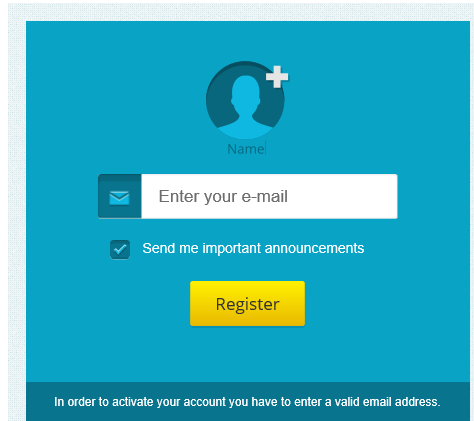 Name
Enter your e-mail
Send me important announcements
Register
In order to activate your account you have to enter a valid email address.